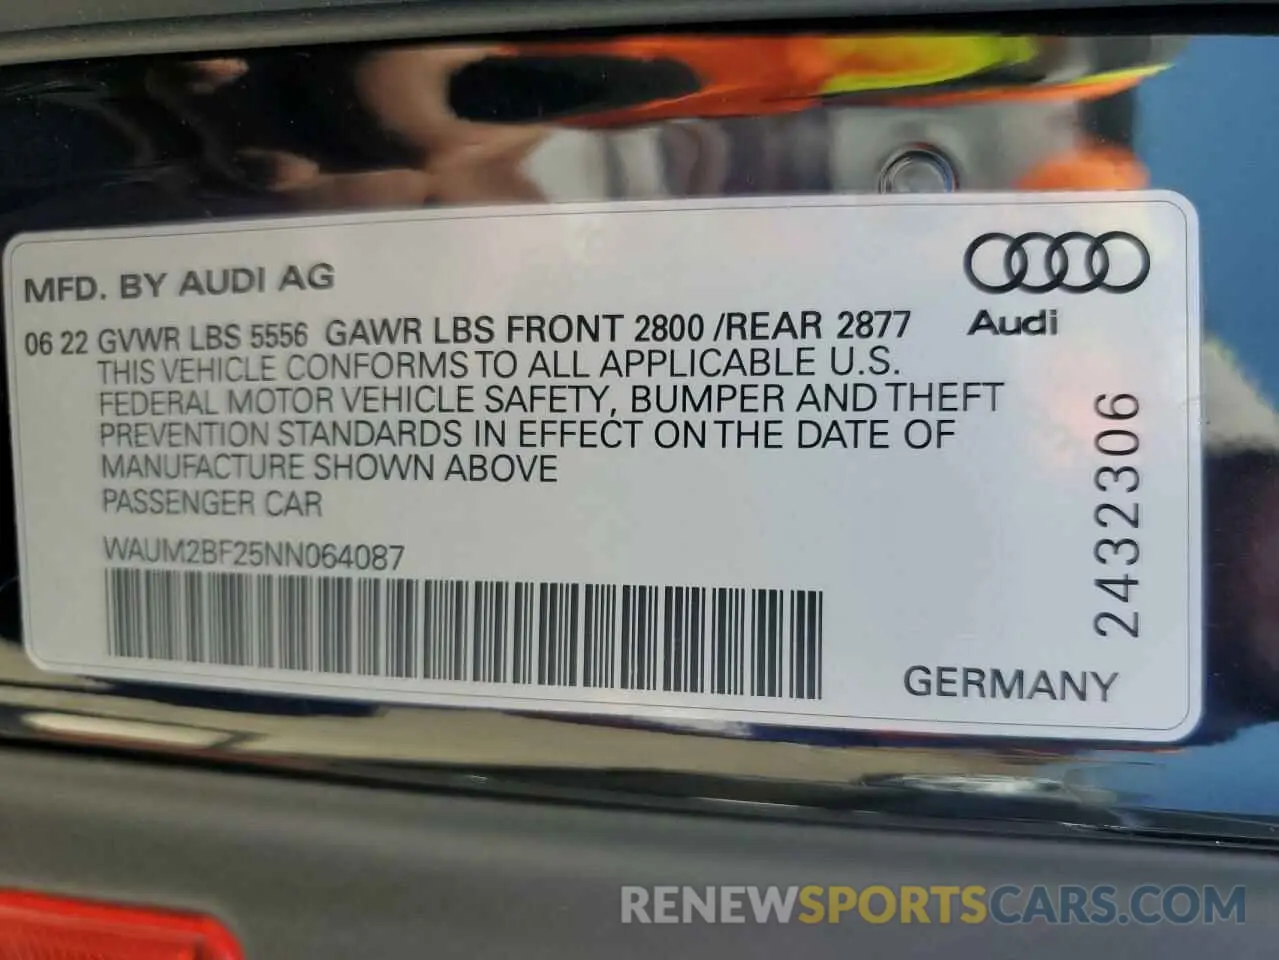 MFD. BY AUDI AG
Audi
06 22 GVWR LBS 5556 GAWR LBS FRONT 2800 /REAR 2877
THIS VEHICLE CONFORMS TO ALL APPLICABLE U.S.
FEDERAL MOTOR VEHICLE SAFETY, BUMPER AND THEFT
PREVENTION STANDARDS IN EFFECT ON THE DATE OF
MANUFACTURE SHOWN ABOVE
PASSENGER CAR
WAUM2BF25NN064087
2432306
GERMANY
RENEWSPORTSCARS.COM